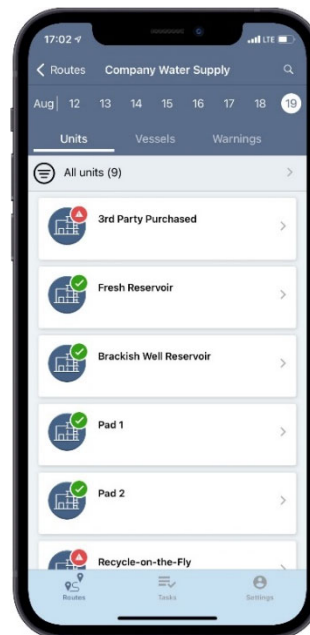 17:02 LTE
Routes Company Water Supply
Aug 12 13 14 15 16 17 18 19
Units Vessels Warnings
All units (9)
3rd Party Purchased
Fresh Reservoir
Brackish Well Reservoir
Pad 1
Pad 2
Recycle-on-the-Fly
Routes Tasks Settings